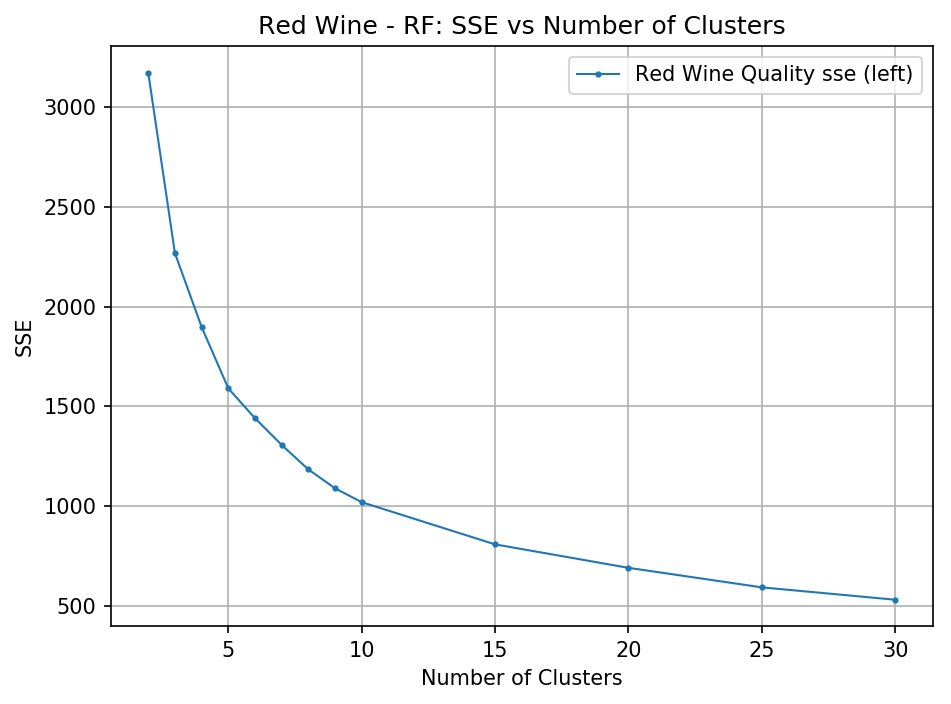 Red Wine - RF: SSE vs Number of Clusters
Red Wine Quality sse (left)
3000
2500
2000
1500
1000
500
SSE
5 10 15 20 25 30
Number of Clusters